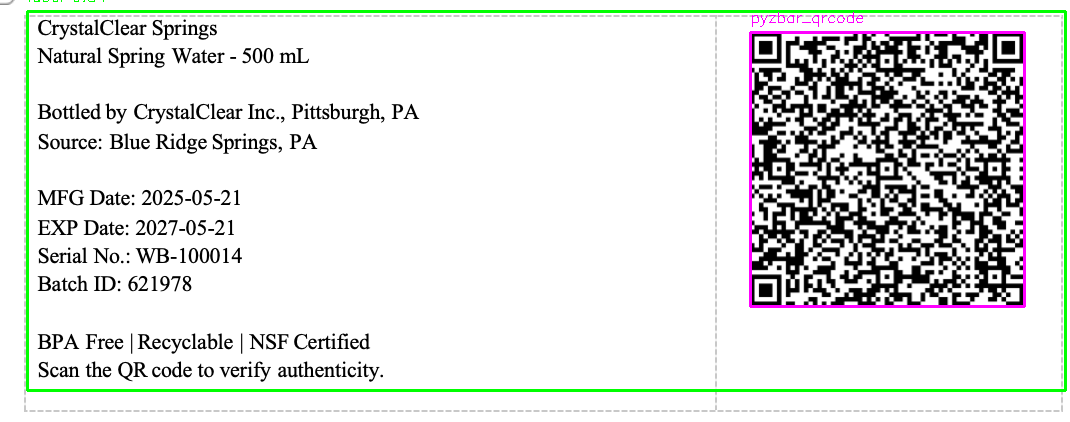 CrystalClear Springs
Natural Spring Water - 500 mL
Bottled by CrystalClear Inc., Pittsburgh, PA
Source: Blue Ridge Springs, PA
MFG Date: 2025-05-21
EXP Date: 2027-05-21
Serial No.: WB-100014
Batch ID: 621978
BPA Free | Recyclable | NSF Certified
Scan the QR code to verify authenticity.
pyzbar_qrcode